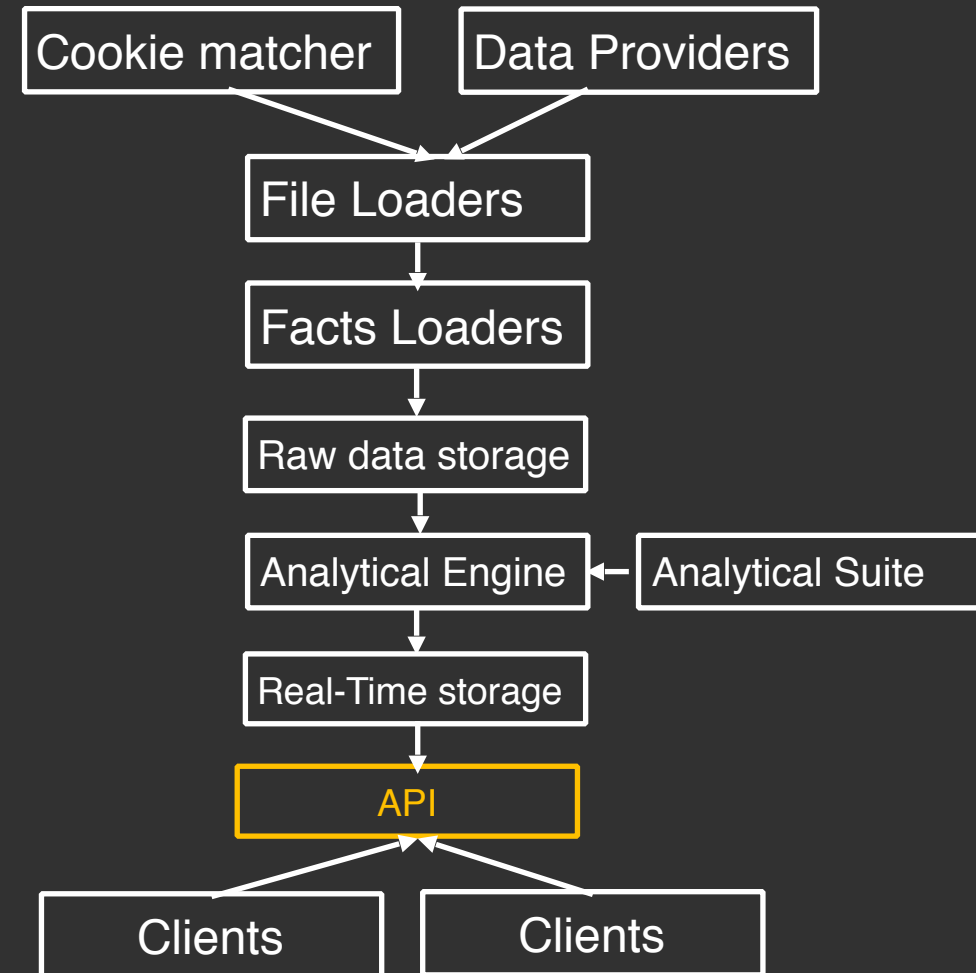 Cookie matcher
Data Providers
File Loaders
Facts Loaders
Raw data storage
Analytical Engine
Analytical Suite
Real-Time storage
API
Clients
Clients